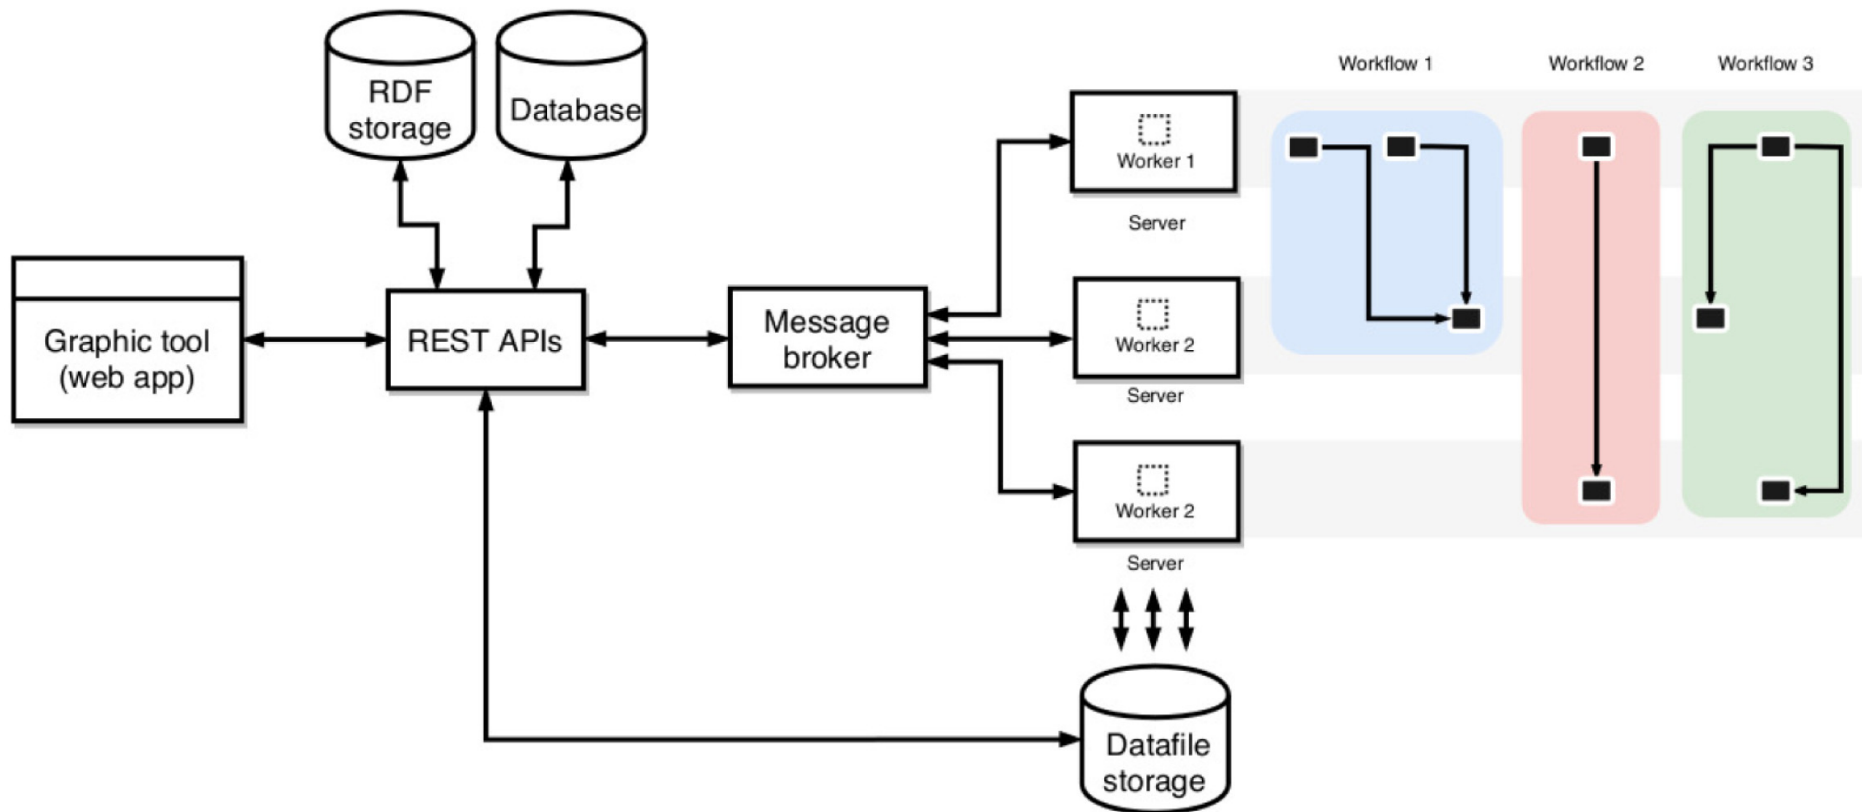 RDF
storage
Database
Workflow 1
Workflow 2
Workflow 3
Worker 1
Server
Graphic tool
(web app)
REST APIs
Message
broker
Worker 2
Server
Worker 2
Server
Datafile
storage